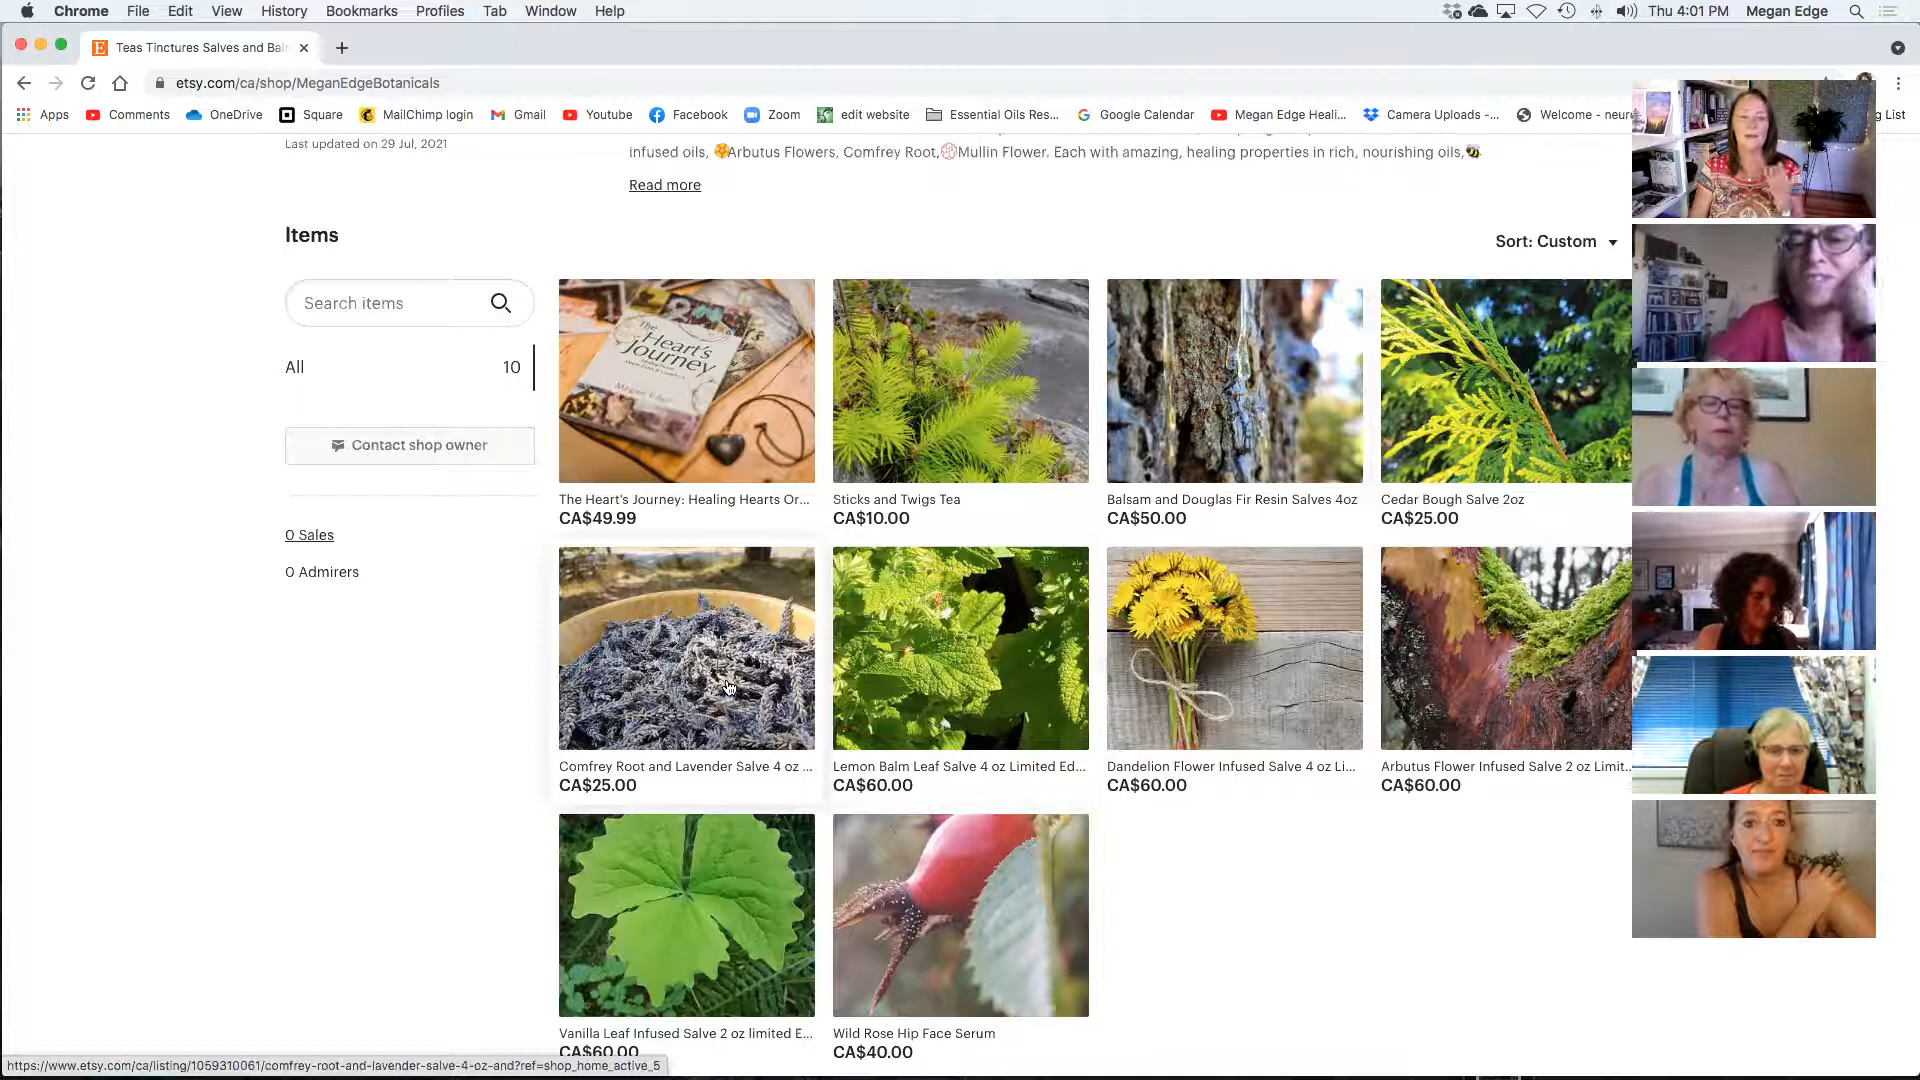 Chrome File Edit View History Bookmarks Profiles Tab Window Help Thu 4:01 PM Megan Edge
Teas Tinctures Salves and Bal
etsy.com/ca/shop/MeganEdgeBotanicals
Apps Comments OneDrive Square MailChimp login Gmail Youtube Facebook Zoom edit website Essential Oils Res... Google Calendar Megan Edge Heali... Camera Uploads -... Welcome - neuro g List
Last updated on 29 Jul, 2021
infused oils, Arbutus Flowers, Comfrey Root, Mullin Flower. Each with amazing, healing properties in rich, nourishing oils,
Read more
Items
Sort: Custom
Search items
All 10
Contact shop owner
0 Sales
0 Admirers
The Heart's Journey
Megan Edge
The Heart's Journey: Healing Hearts Or...
CA$49.99
Sticks and Twigs Tea
CA$10.00
Balsam and Douglas Fir Resin Salves 4oz
CA$50.00
Cedar Bough Salve 2oz
CA$25.00
Comfrey Root and Lavender Salve 4 oz ...
CA$25.00
Lemon Balm Leaf Salve 4 oz Limited Ed...
CA$60.00
Dandelion Flower Infused Salve 4 oz Li...
CA$60.00
Arbutus Flower Infused Salve 2 oz Limit..
CA$60.00
Vanilla Leaf Infused Salve 2 oz limited E...
CA$60.00
Wild Rose Hip Face Serum
CA$40.00
https://www.etsy.com/ca/listing/1059310061/comfrey-root-and-lavender-salve-4-oz-and?ref=shop_home_active_5